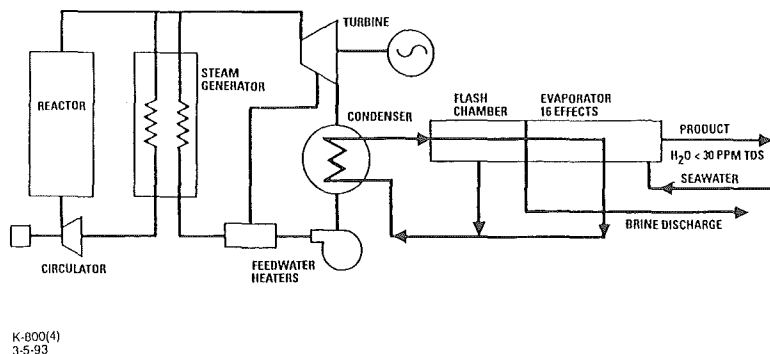 TURBINE
STEAM
GENERATOR
REACTOR
CONDENSER
FLASH
CHAMBER
EVAPORATOR
16 EFFECTS
PRODUCT
H₂O < 30 PPM TDS
SEAWATER
BRINE DISCHARGE
CIRCULATOR
FEEDWATER
HEATERS
K-800(4)
3-5-93